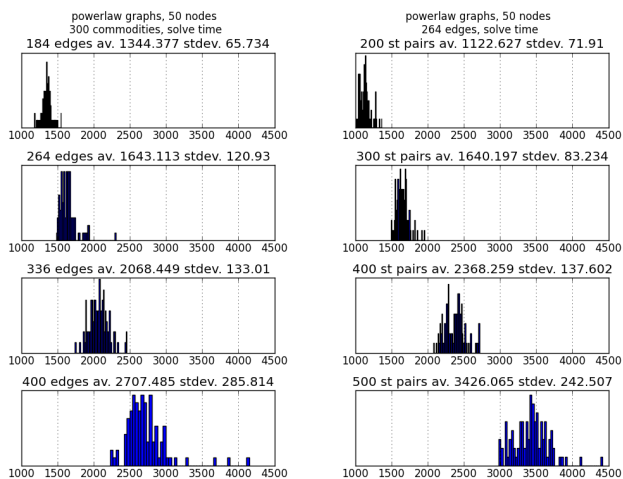 powerlaw graphs, 50 nodes
300 commodities, solve time
184 edges av. 1344.377 stdev. 65.734
1000 1500 2000 2500 3000 3500 4000 4500
264 edges av. 1643.113 stdev. 120.93
1000 1500 2000 2500 3000 3500 4000 4500
336 edges av. 2068.449 stdev. 133.01
1000 1500 2000 2500 3000 3500 4000 4500
400 edges av. 2707.485 stdev. 285.814
1000 1500 2000 2500 3000 3500 4000 4500
powerlaw graphs, 50 nodes
264 edges, solve time
200 st pairs av. 1122.627 stdev. 71.91
1000 1500 2000 2500 3000 3500 4000 4500
300 st pairs av. 1640.197 stdev. 83.234
1000 1500 2000 2500 3000 3500 4000 4500
400 st pairs av. 2368.259 stdev. 137.602
1000 1500 2000 2500 3000 3500 4000 4500
500 st pairs av. 3426.065 stdev. 242.507
1000 1500 2000 2500 3000 3500 4000 4500